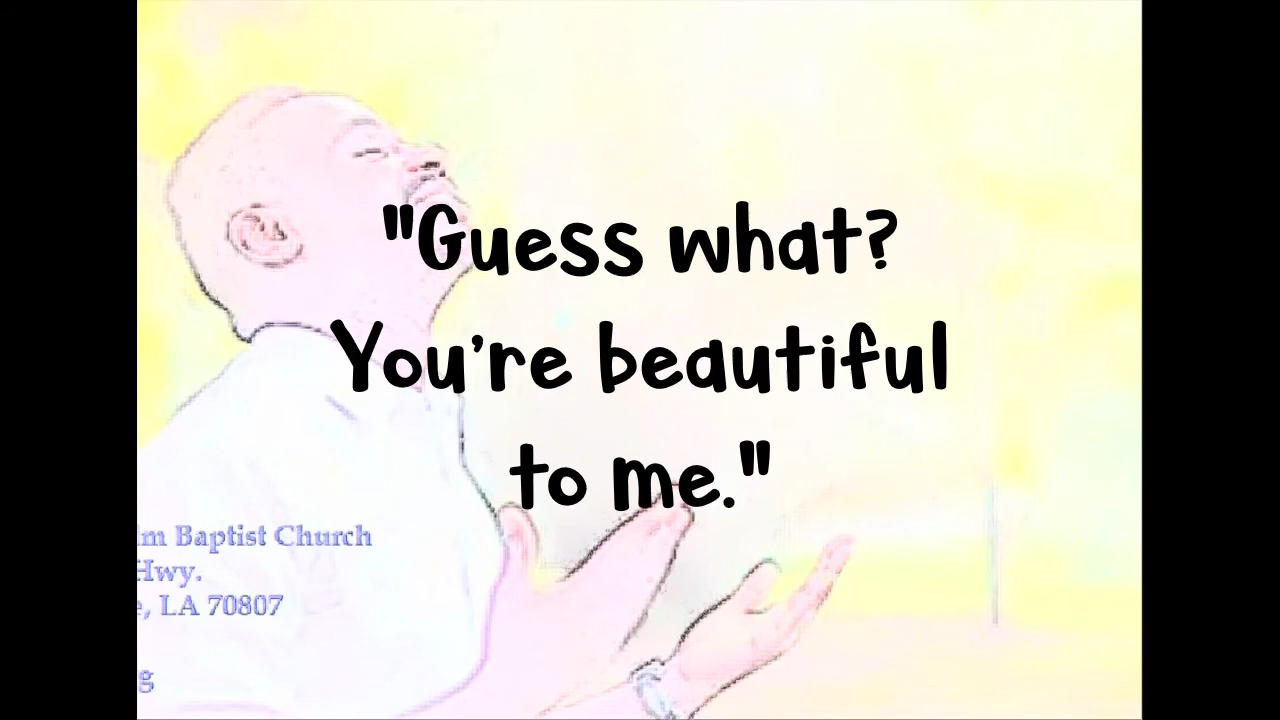 "Guess what?
You're beautiful
to me."
Baptist Church
Hwy.
LA 70807